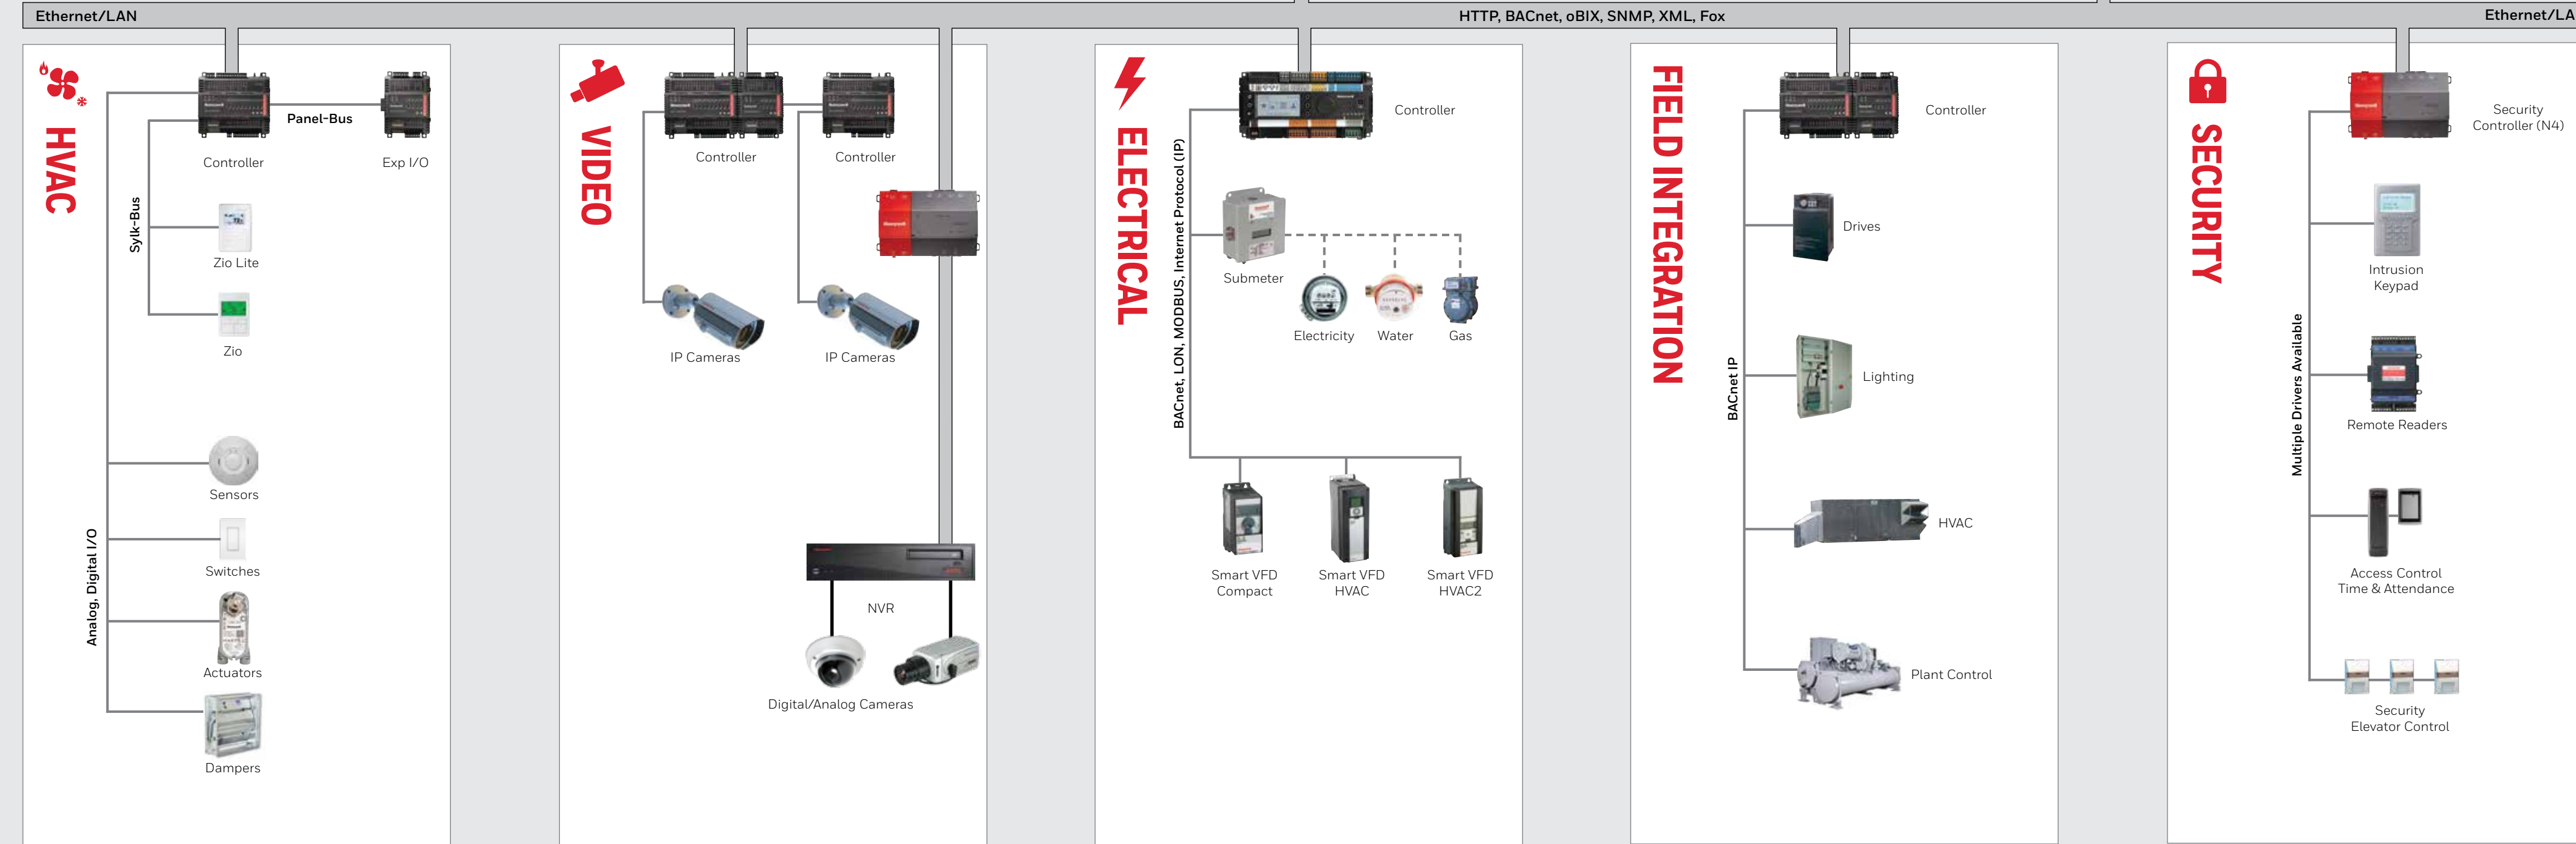 Ethernet/LAN
HTTP, BACnet, oBIX, SNMP, XML, Fox
Ethernet/LA
HVAC
Panel-Bus
Controller
Exp I/O
Sylk-Bus
Zio Lite
Zio
Analog, Digital I/O
Sensors
Switches
Actuators
Dampers
VIDEO
Controller
Controller
IP Cameras
IP Cameras
NVR
Digital/Analog Cameras
ELECTRICAL
BACnet, LON, MODBUS, Internet Protocol (IP)
Controller
Submeter
Electricity
Water
Gas
Smart VFD
Compact
Smart VFD
HVAC
Smart VFD
HVAC2
FIELD INTEGRATION
BACnet IP
Controller
Drives
Lighting
HVAC
Plant Control
SECURITY
Multiple Drivers Available
Security
Controller (N4)
Intrusion
Keypad
Remote Readers
Access Control
Time & Attendance
Security
Elevator Control